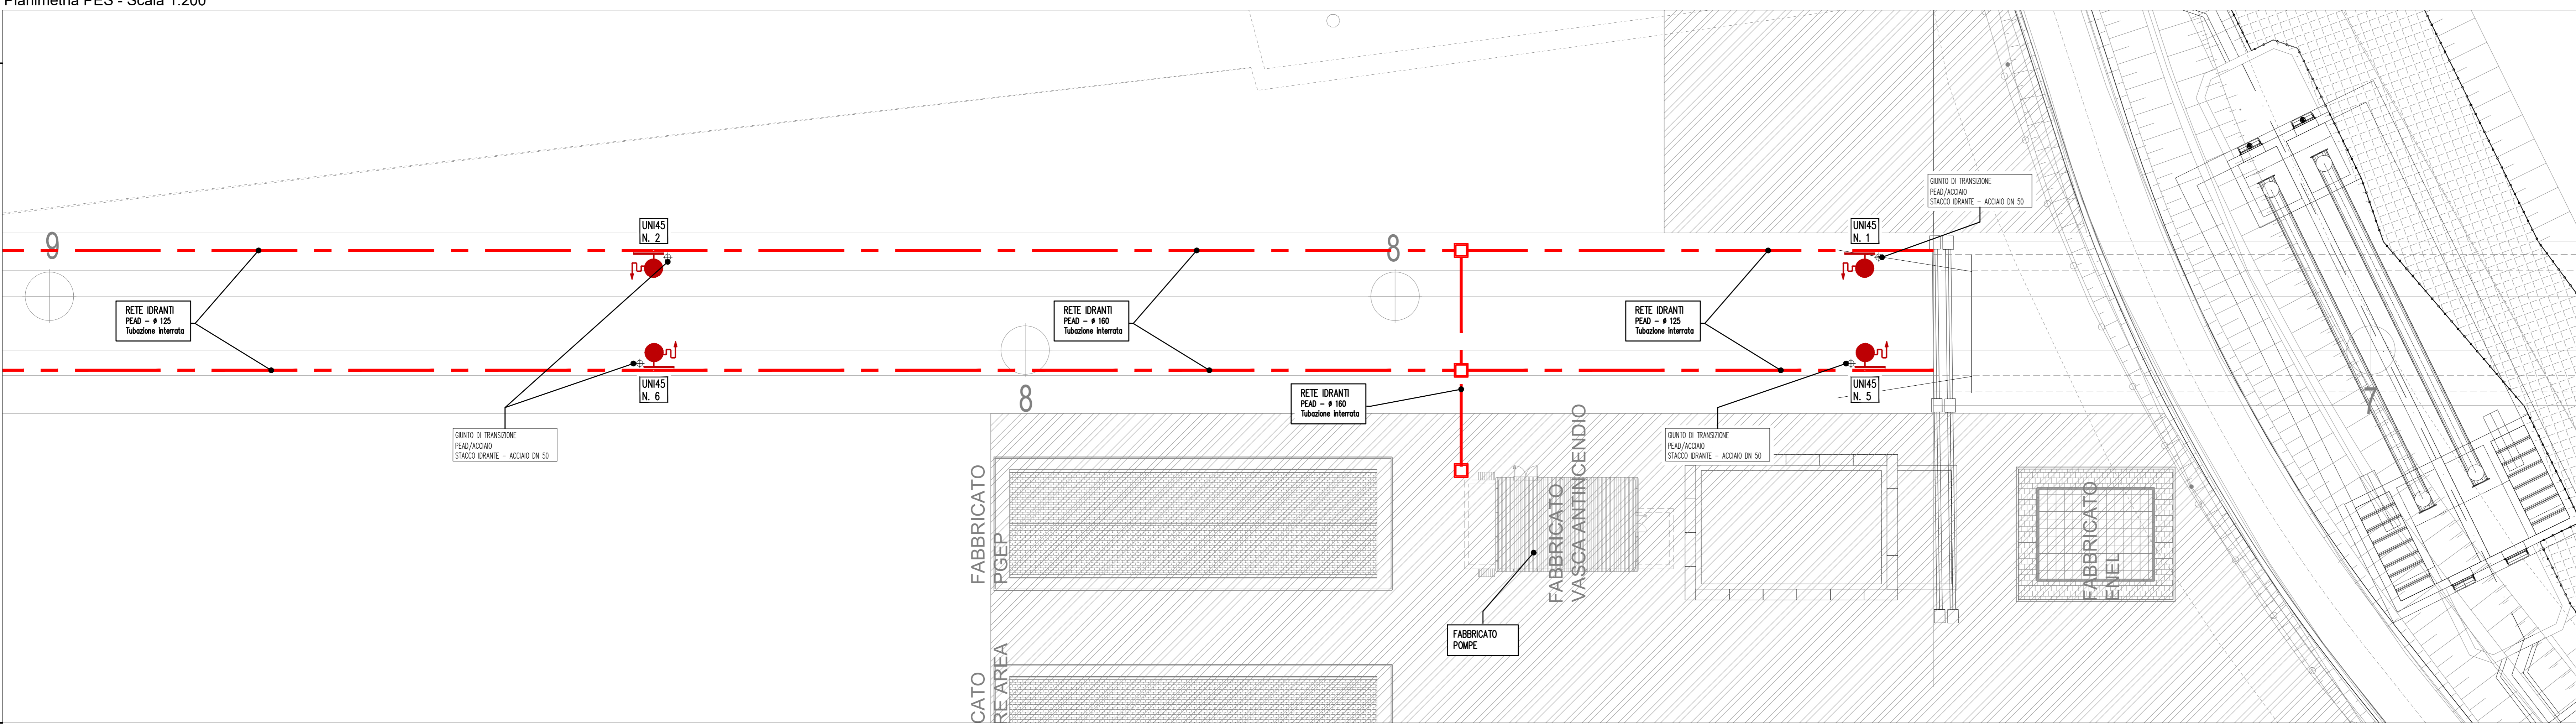 Planimetria PES - Scala 1:200
GIUNTO DI TRANSIZIONE
PEAD/ACCIAIO
STACCO IDRANTE - ACCIAIO DN 50
9
UNI45
N. 2
8
UNI45
N. 1
RETE IDRANTI
PEAD - ø 125
Tubazione interrata
RETE IDRANTI
PEAD - ø 160
Tubazione interrata
RETE IDRANTI
PEAD - ø 125
Tubazione interrata
UNI45
N. 6
8
RETE IDRANTI
PEAD - ø 160
Tubazione interrata
UNI45
N. 5
7
GIUNTO DI TRANSIZIONE
PEAD/ACCIAIO
STACCO IDRANTE - ACCIAIO DN 50
GIUNTO DI TRANSIZIONE
PEAD/ACCIAIO
STACCO IDRANTE - ACCIAIO DN 50
FABBRICATO
PGEP
FABBRICATO
VASCA ANTINCENDIO
FABBRICATO
ENEL
FABBRICATO
POMPE
CATO
RE AREA